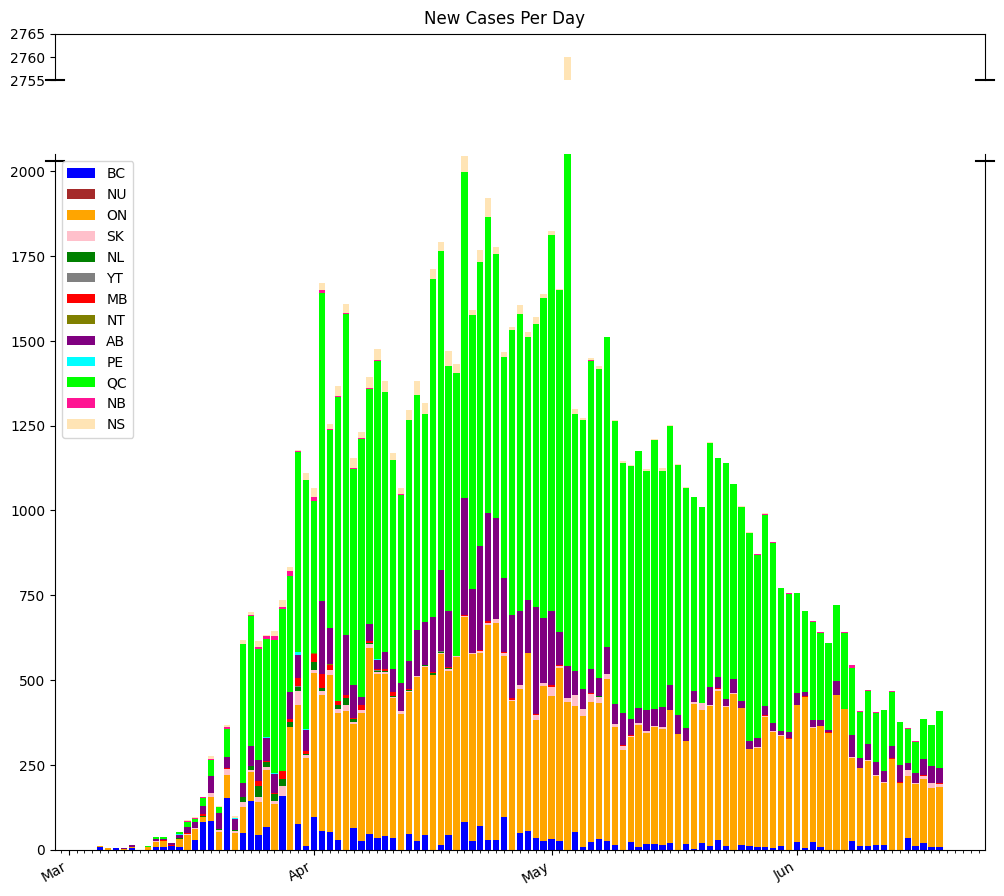 New Cases Per Day
2765
2760
2755
2000
1750
1500
1250
1000
750
500
250
0
BC
NU
ON
SK
NL
YT
MB
NT
AB
PE
QC
NB
NS
Mar
Apr
May
Jun